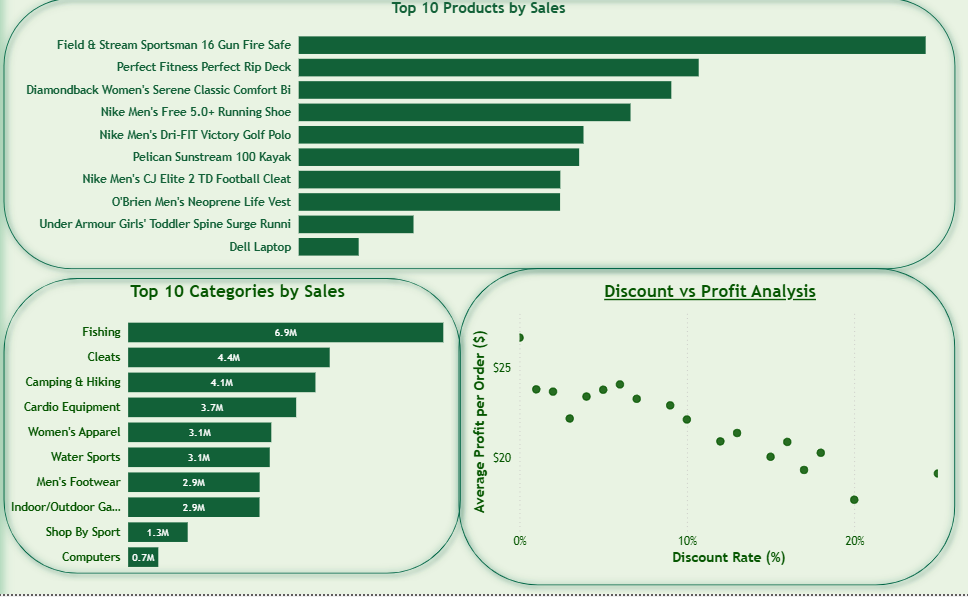 Top 10 Products by Sales
Field & Stream Sportsman 16 Gun Fire Safe
Perfect Fitness Perfect Rip Deck
Diamondback Women's Serene Classic Comfort Bi
Nike Men's Free 5.0+ Running Shoe
Nike Men's Dri-FIT Victory Golf Polo
Pelican Sunstream 100 Kayak
Nike Men's CJ Elite 2 TD Football Cleat
O'Brien Men's Neoprene Life Vest
Under Armour Girls' Toddler Spine Surge Runni
Dell Laptop
Top 10 Categories by Sales
Fishing 6.9M
Cleats 4.4M
Camping & Hiking 4.1M
Cardio Equipment 3.7M
Women's Apparel 3.1M
Water Sports 3.1M
Men's Footwear 2.9M
Indoor/Outdoor Ga... 2.9M
Shop By Sport 1.3M
Computers 0.7M
Discount vs Profit Analysis
Average Profit per Order ($)
$25
$20
0% 10% 20%
Discount Rate (%)